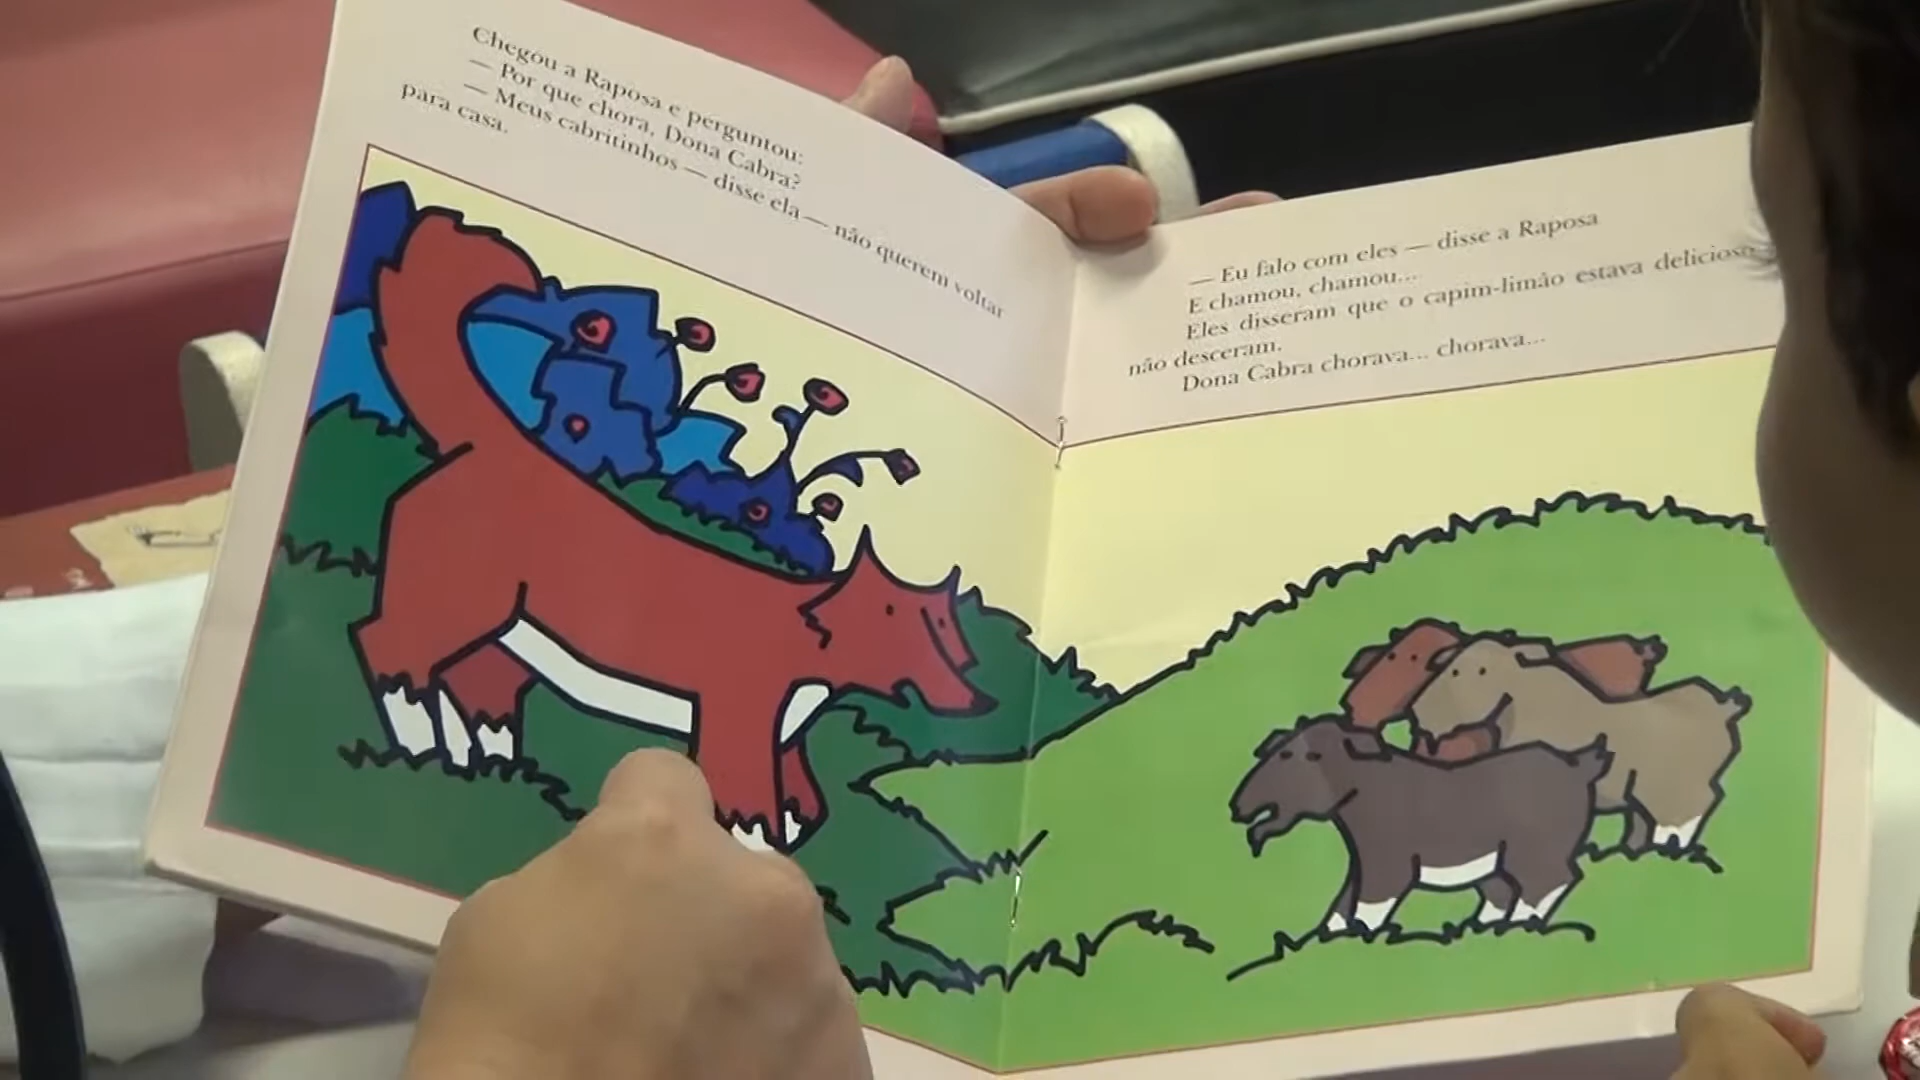 Chegou a Raposa e perguntou:
— Por que chora, Dona Cabra?
— Meus cabritinhos — disse ela — não querem voltar
para casa.
— Eu falo com eles — disse a Raposa
E chamou, chamou...
Eles disseram que o capim-limão estava delicioso
não desceram.
Dona Cabra chorava... chorava...